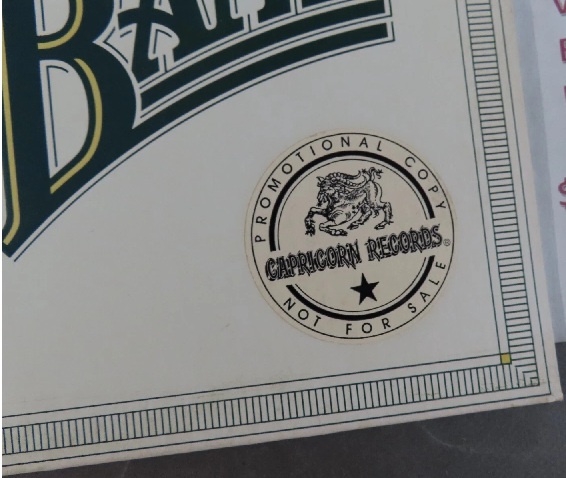 PROMOTIONAL COPY
CAPRICORN RECORDS®
NOT FOR SALE